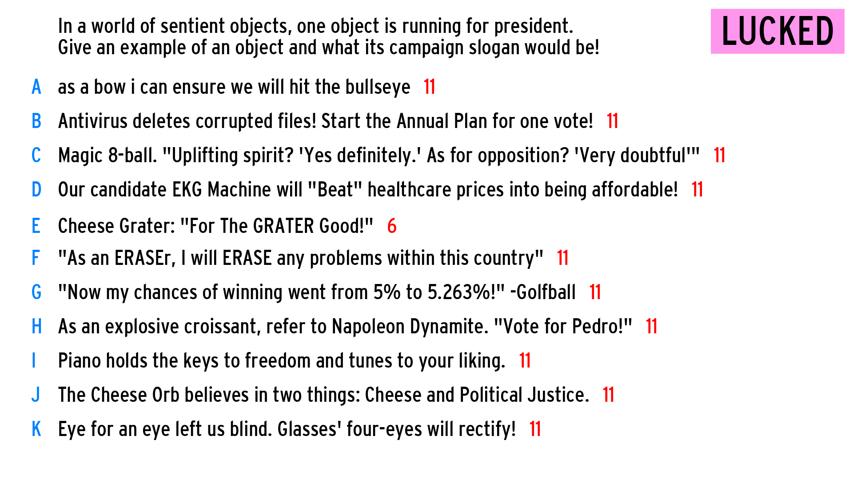 In a world of sentient objects, one object is running for president.
Give an example of an object and what its campaign slogan would be!
LUCKED
A as a bow i can ensure we will hit the bullseye 11
B Antivirus deletes corrupted files! Start the Annual Plan for one vote! 11
C Magic 8-ball. "Uplifting spirit? 'Yes definitely.' As for opposition? 'Very doubtful'" 11
D Our candidate EKG Machine will "Beat" healthcare prices into being affordable! 11
E Cheese Grater: "For The GRATER Good!" 6
F "As an ERASEr, I will ERASE any problems within this country" 11
G "Now my chances of winning went from 5% to 5.263%!" -Golfball 11
H As an explosive croissant, refer to Napoleon Dynamite. "Vote for Pedro!" 11
I Piano holds the keys to freedom and tunes to your liking. 11
J The Cheese Orb believes in two things: Cheese and Political Justice. 11
K Eye for an eye left us blind. Glasses' four-eyes will rectify! 11